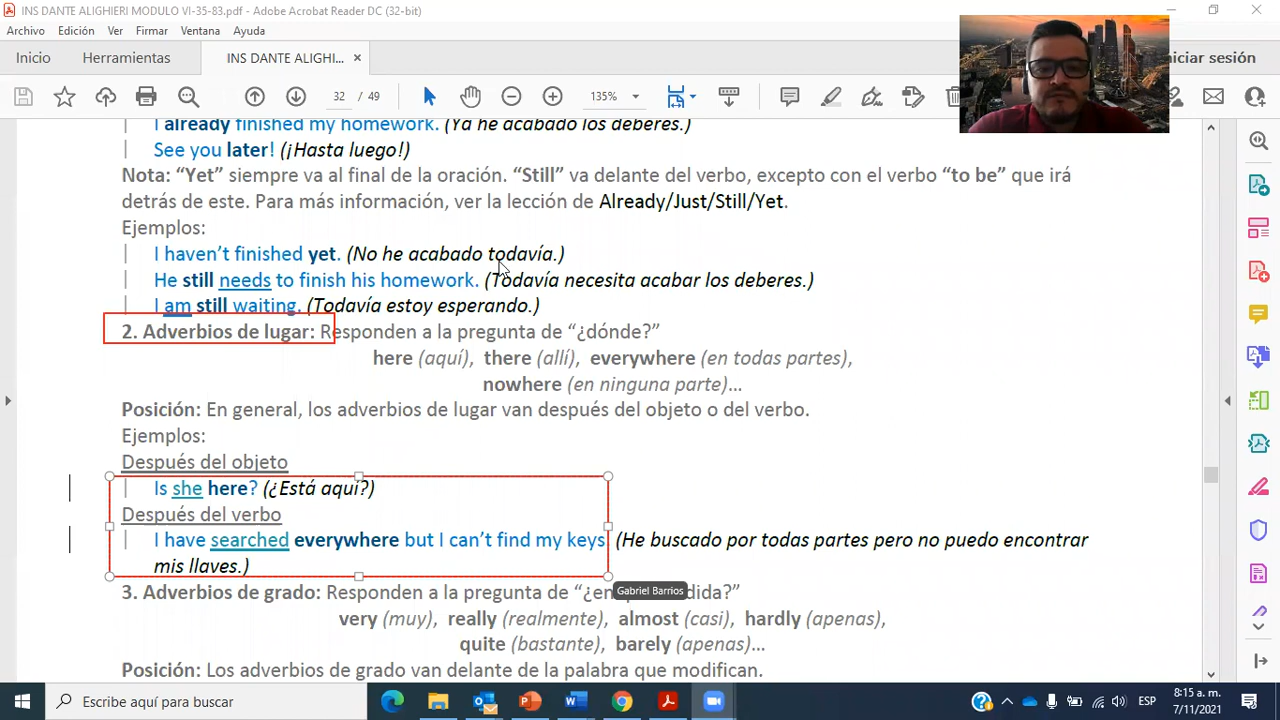 INS DANTE ALIGHIERI MODULO VI-35-83.pdf - Adobe Acrobat Reader DC (32-bit)
Archivo Edición Ver Firmar Ventana Ayuda
Inicio Herramientas INS DANTE ALIGHI... × iciar sesión
32 / 49 135%
I already finished my homework. (Ya he acabado los deberes.)
See you later! (¡Hasta luego!)
Nota: “Yet” siempre va al final de la oración. “Still” va delante del verbo, excepto con el verbo “to be” que irá
detrás de este. Para más información, ver la lección de Already/Just/Still/Yet.
Ejemplos:
I haven’t finished yet. (No he acabado todavía.)
He still needs to finish his homework. (Todavía necesita acabar los deberes.)
I am still waiting. (Todavía estoy esperando.)
2. Adverbios de lugar: Responden a la pregunta de “¿dónde?”
here (aquí), there (allí), everywhere (en todas partes),
nowhere (en ninguna parte)…
Posición: En general, los adverbios de lugar van después del objeto o del verbo.
Ejemplos:
Después del objeto
Is she here? (¿Está aquí?)
Después del verbo
I have searched everywhere but I can’t find my keys (He buscado por todas partes pero no puedo encontrar
mis llaves.)
Gabriel Barrios
3. Adverbios de grado: Responden a la pregunta de “¿en dida?”
very (muy), really (realmente), almost (casi), hardly (apenas),
quite (bastante), barely (apenas)…
Posición: Los adverbios de grado van delante de la palabra que modifican.
Escribe aquí para buscar ESP 8:15 a. m.
7/11/2021